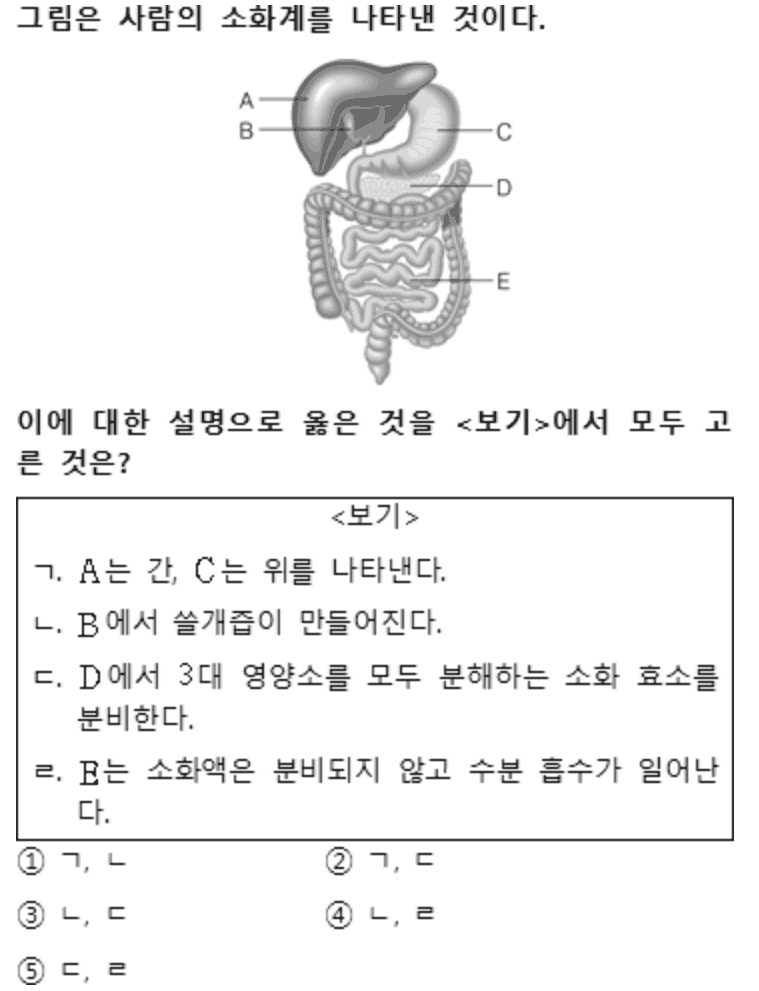 그림은 사람의 소화계를 나타낸 것이다.
A
B
C
D
E
이에 대한 설명으로 옳은 것을 <보기>에서 모두 고
른 것은?
<보기>
ㄱ. A는 간, C는 위를 나타낸다.
ㄴ. B에서 쓸개즙이 만들어진다.
ㄷ. D에서 3대 영양소를 모두 분해하는 소화 효소를
분비한다.
ㄹ. E는 소화액은 분비되지 않고 수분 흡수가 일어난
다.
① ㄱ, ㄴ ② ㄱ, ㄷ
③ ㄴ, ㄷ ④ ㄴ, ㄹ
⑤ ㄷ, ㄹ